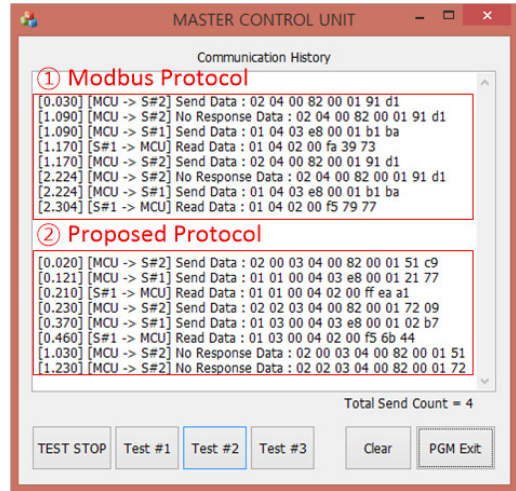 MASTER CONTROL UNIT
Communication History
① Modbus Protocol
[0.030] [MCU -> S#2] Send Data : 02 04 00 82 00 01 91 d1
[1.090] [MCU -> S#2] No Response Data : 02 04 00 82 00 01 91 d1
[1.090] [MCU -> S#1] Send Data : 01 04 03 e8 00 01 b1 ba
[1.170] [S#1 -> MCU] Read Data : 01 04 02 00 fa 39 73
[1.170] [MCU -> S#2] Send Data : 02 04 00 82 00 01 91 d1
[2.224] [MCU -> S#2] No Response Data : 02 04 00 82 00 01 91 d1
[2.224] [MCU -> S#1] Send Data : 01 04 03 e8 00 01 b1 ba
[2.304] [S#1 -> MCU] Read Data : 01 04 02 00 f5 79 77
② Proposed Protocol
[0.020] [MCU -> S#2] Send Data : 02 00 03 04 00 82 00 01 51 c9
[0.121] [MCU -> S#1] Send Data : 01 01 00 04 03 e8 00 01 21 77
[0.210] [S#1 -> MCU] Read Data : 01 01 00 04 02 00 ff ea a1
[0.230] [MCU -> S#2] Send Data : 02 02 03 04 00 82 00 01 72 09
[0.370] [MCU -> S#1] Send Data : 01 03 00 04 03 e8 00 01 02 b7
[0.460] [S#1 -> MCU] Read Data : 01 03 00 04 02 00 f5 6b 44
[1.030] [MCU -> S#2] No Response Data : 02 00 03 04 00 82 00 01 51
[1.230] [MCU -> S#2] No Response Data : 02 02 03 04 00 82 00 01 72
Total Send Count = 4
TEST STOP Test #1 Test #2 Test #3 Clear PGM Exit